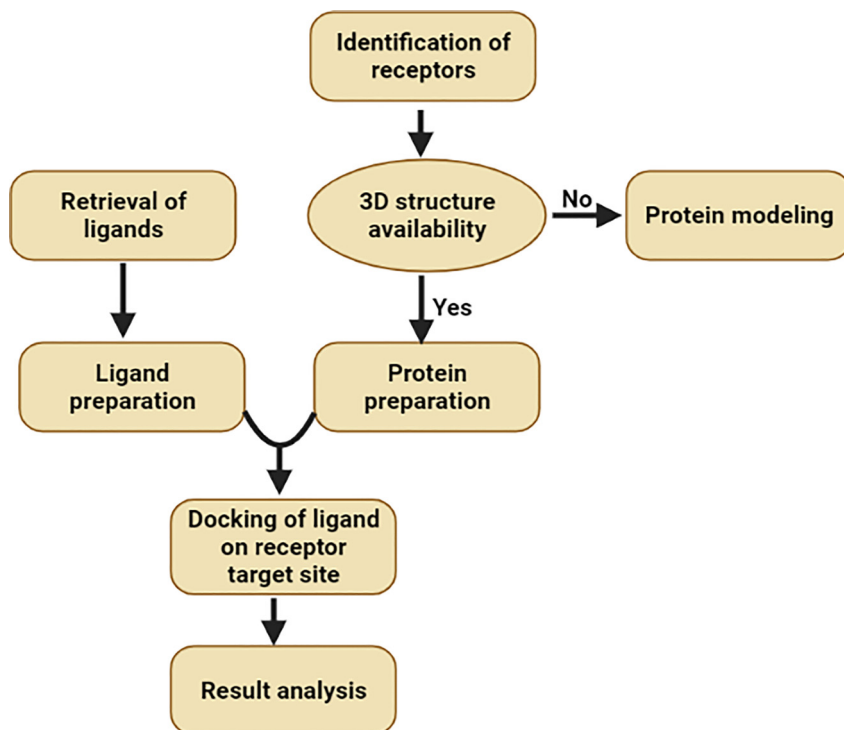 Identification of
receptors
Retrieval of
ligands
3D structure
availability
No
Protein modeling
Yes
Ligand
preparation
Protein
preparation
Docking of ligand
on receptor
target site
Result analysis